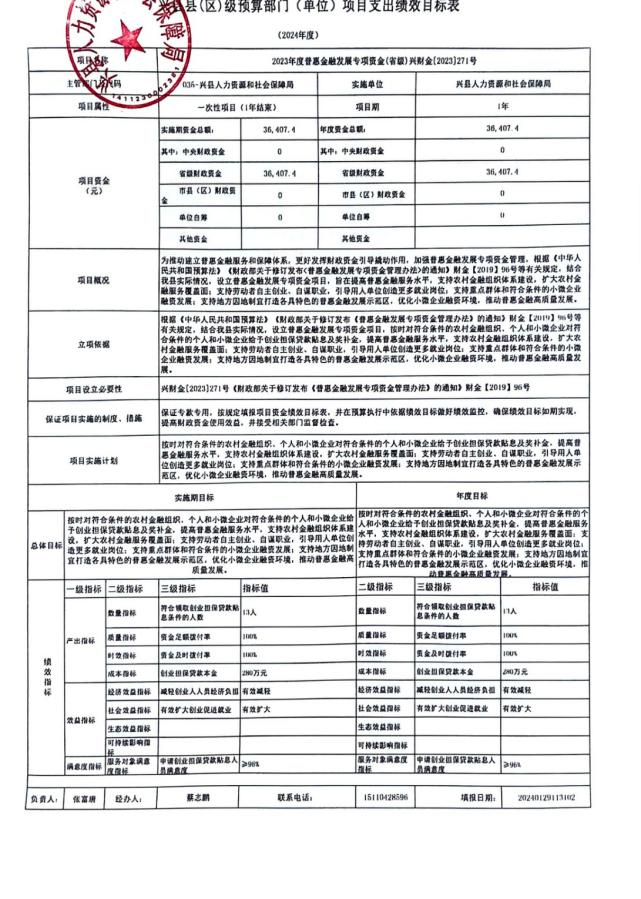 兴县县(区)级预算部门(单位)项目支出绩效目标表
(2024年度)
项目名称 2023年度普惠金融发展专项资金(省级)兴财金[2023]271号
主管部门及代码 035-兴县人力资源和社会保障局 实施单位 兴县人力资源和社会保障局
项目属性 一次性项目(1年结束) 项目期 1年
项目资金
(元)
实施期资金总额: 36,407.4 年度资金总额: 36,407.4
其中:中央财政资金 0 其中:中央财政资金 0
省级财政资金 36,407.4 省级财政资金 36,407.4
市县(区)财政资金 0 市县(区)财政资金 0
单位自筹 0 单位自筹 0
其他资金 其他资金
项目概况
为推动建立普惠金融服务和保障体系,更好发挥财政资金引导撬动作用,加强普惠金融发展专项资金管理,根据《中华人
民共和国预算法》《财政部关于修订发布<普惠金融发展专项资金管理办法>的通知》财金【2019】96号等有关规定,结合
我县实际情况,设立普惠金融发展专项资金项目,旨在提高普惠金融服务水平,支持农村金融组织体系建设,扩大农村金
融服务覆盖面;支持劳动者自主创业、自谋职业,引导用人单位创造更多就业岗位;支持重点群体和符合条件的小微企业
融资发展;支持地方因地制宜打造各具特色的普惠金融发展示范区,优化小微企业融资环境,推动普惠金融高质量发展。
立项依据
根据《中华人民共和国预算法》《财政部关于修订发布《普惠金融发展专项资金管理办法》的通知》财金【2019】96号等
有关规定,结合我县实际情况,设立普惠金融发展专项资金项目,按时对符合条件的农村金融组织、个人和小微企业对符
合条件的个人和小微企业给子创业担保贷款贴息及奖补金,提高普惠金融服务水平,支持农村金融组织体系建设,扩大农
村金融服务覆盖面;支持劳动者自主创业、自谋职业,引导用人单位创造更多就业岗位;支持重点群体和符合条件的小微
企业融资发展;支持地方因地制宜打造各具特色的普惠金融发展示范区,优化小微企业融资环境,推动普惠金融高质量发
展。
项目设立必要性 兴财金[2023]271号《财政部关于修订发布《普惠金融发展专项资金管理办法》的通知》财金【2019】96号
保证项目实施的制度、措施
保证专款专用,按规定填报项目资金绩效目标表,并在预算执行中依据绩效目标做好绩效监控,确保绩效目标如期实现,
提高财政资金使用效益,并接受相关部门监督检查。
项目实施计划
按时对符合条件的农村金融组织、个人和小微企业对符合条件的个人和小微企业给子创业担保贷款贴息及奖补金,提高普
惠金融服务水平,支持农村金融组织体系建设,扩大农村金融服务覆盖面;支持劳动者自主创业、自谋职业,引导用人单
位创造更多就业岗位;支持重点群体和符合条件的小微企业融资发展;支持地方因地制宜打造各具特色的普惠金融发展示
范区,优化小微企业融资环境,推动普惠金融高质量发展。
实施期目标 年度目标
总体目标
按时对符合条件的农村金融组织、个人和小微企业对符合条件的个人和小微企业给
予创业担保贷款贴息及奖补金,提高普惠金融服务水平,支持农村金融组织体系建
设,扩大农村金融服务覆盖面;支持劳动者自主创业、自谋职业,引导用人单位创
造更多就业岗位;支持重点群体和符合条件的小微企业融资发展;支持地方因地制
宜打造各具特色的普惠金融发展示范区,优化小微企业融资环境,推动普惠金融高
质量发展。
按时对符合条件的农村金融组织、个人和小微企业对符合条件的个
人和小微企业给予创业担保贷款贴息及奖补金,提高普惠金融服务水
平,支持农村金融组织体系建设,扩大农村金融服务覆盖面;支
持劳动者自主创业、自谋职业,引导用人单位创造更多就业岗位;
支持重点群体和符合条件的小微企业融资发展;支持地方因地制宜
打造各具特色的普惠金融发展示范区,优化小微企业融资环境,推
动普惠金融高质量发展。
绩效指标
一级指标 二级指标 三级指标 指标值 二级指标 三级指标 指标值
产出指标
数量指标 符合领取创业担保贷款贴息条件的人数 13人 数量指标 符合领取创业担保贷款贴息条件的人数 13人
质量指标 资金足额拨付率 100% 质量指标 资金足额拨付率 100%
时效指标 资金及时拨付率 100% 时效指标 资金及时拨付率 100%
成本指标 创业担保贷款本金 280万元 成本指标 创业担保贷款本金 280万元
效益指标
经济效益指标 减轻创业人人员经济负担 有效减轻 经济效益指标 减轻创业人人员经济负担 有效减轻
社会效益指标 有效扩大创业促进就业 有效扩大 社会效益指标 有效扩大创业促进就业 有效扩大
生态效益指标 生态效益指标
可持续影响指标 可持续影响指标
满意度指标 服务对象满意度指标 申请创业担保贷款贴息人员满意度 ≥96% 服务对象满意度指标 申请创业担保贷款贴息人员满意度 ≥96%
负责人: 张富唐 经办人: 蔡志鹏 联系电话: 15110428596 填报日期: 20240129113102
兴县人力资源和社会保障局
1411230002381